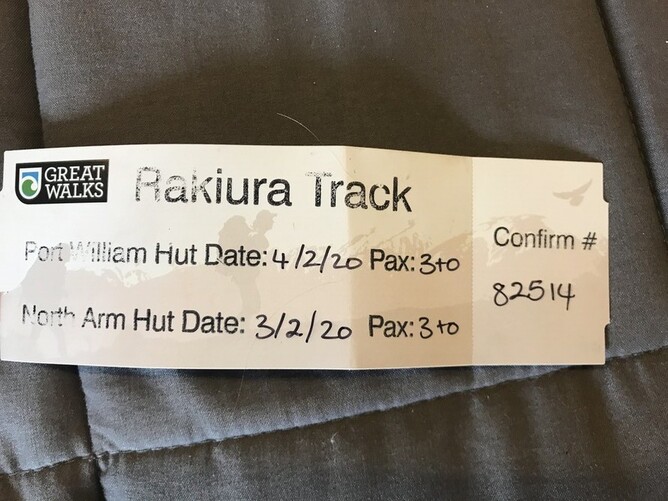 GREAT
WALKS
Rakiura Track
Port William Hut Date: 4/2/20 Pax: 3+0
North Arm Hut Date: 3/2/20 Pax: 3+0
Confirm #
82514